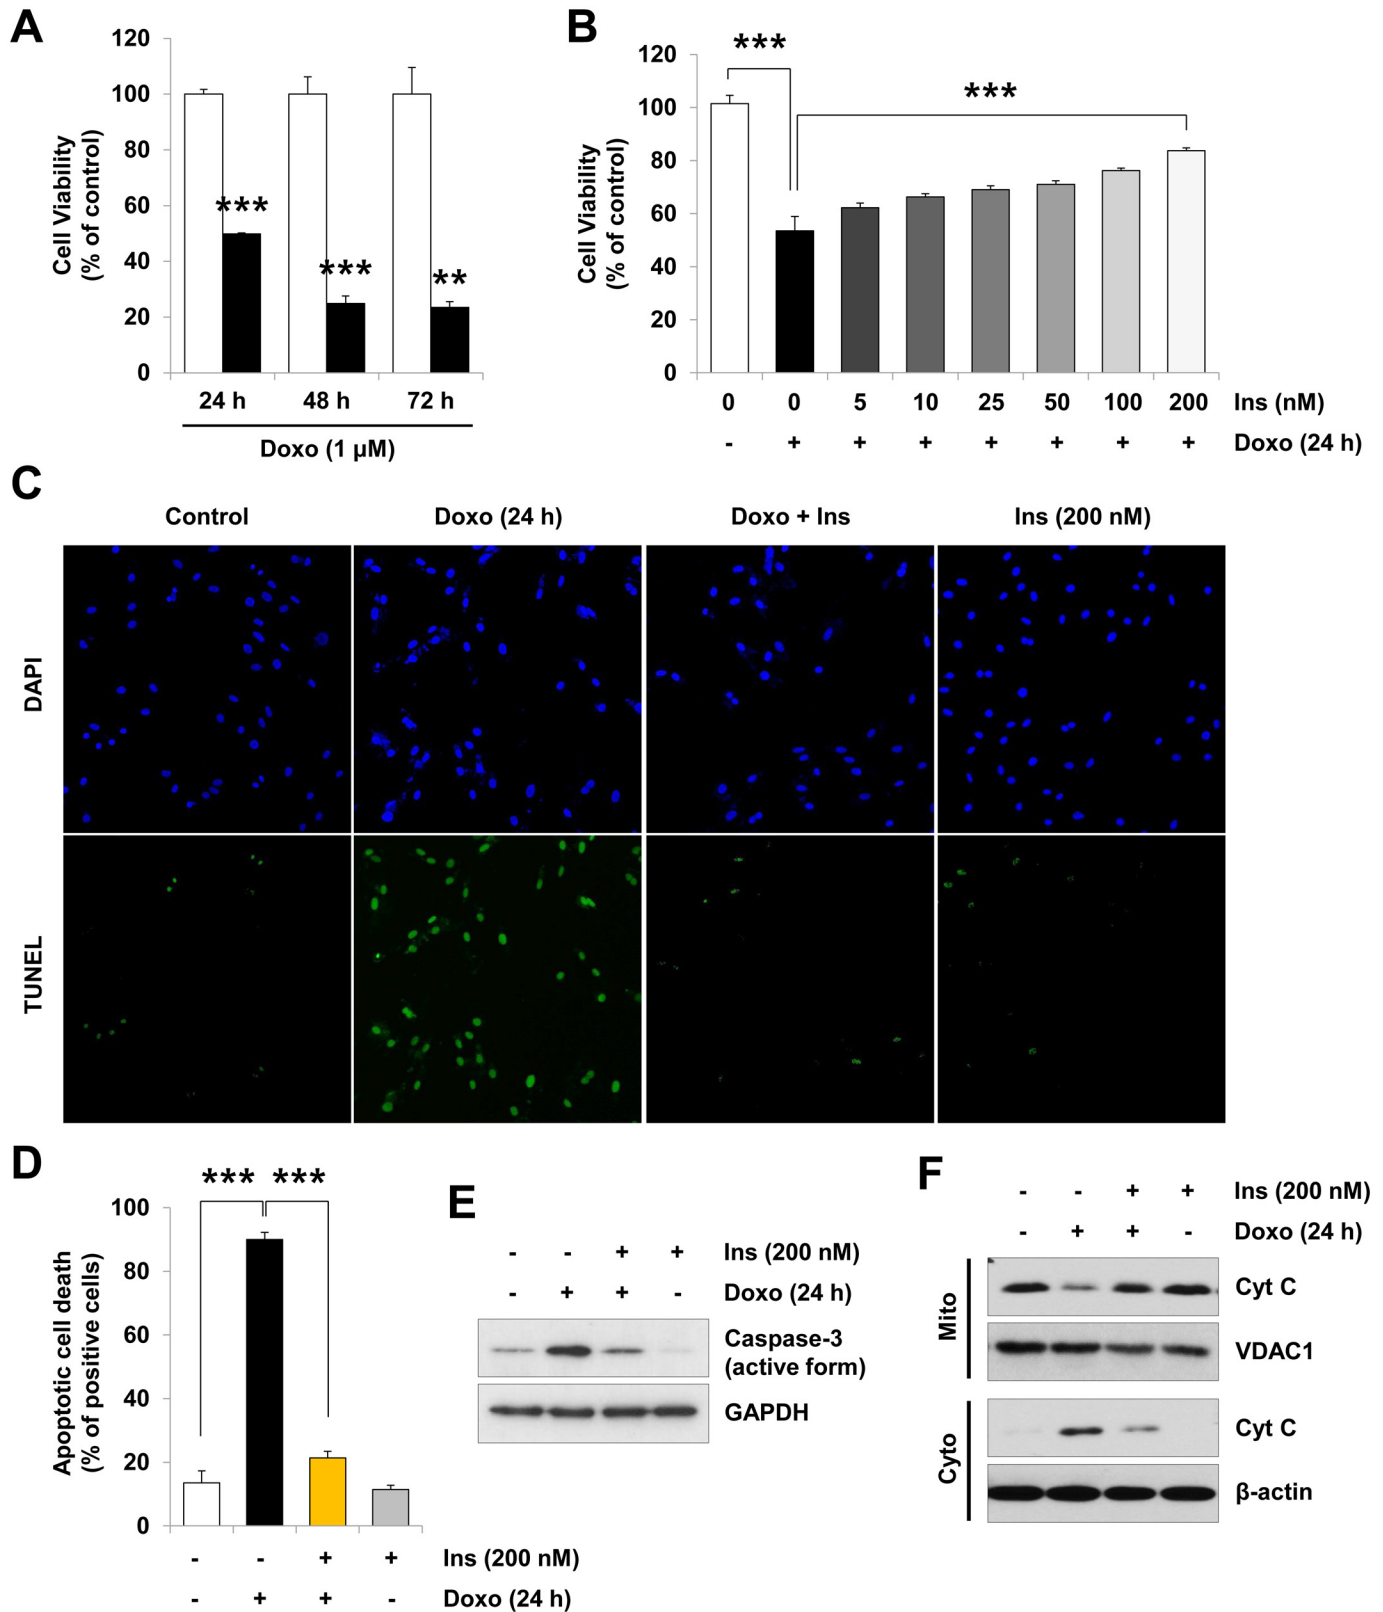 A
120
100
80
60
40
20
0
Cell Viability
(% of control)
***
***
**
24 h 48 h 72 h
Doxo (1 µM)
B
120
100
80
60
40
20
0
Cell Viability
(% of control)
***
***
0 0 5 10 25 50 100 200 Ins (nM)
- + + + + + + + Doxo (24 h)
C
Control Doxo (24 h) Doxo + Ins Ins (200 nM)
DAPI
TUNEL
D
*** ***
100
80
60
40
20
0
Apoptotic cell death
(% of positive cells)
- - + + Ins (200 nM)
- + + - Doxo (24 h)
E
- - + + Ins (200 nM)
- + + - Doxo (24 h)
Caspase-3
(active form)
GAPDH
F
- - + + Ins (200 nM)
- + + - Doxo (24 h)
Mito
Cyt C
VDAC1
Cyto
Cyt C
β-actin